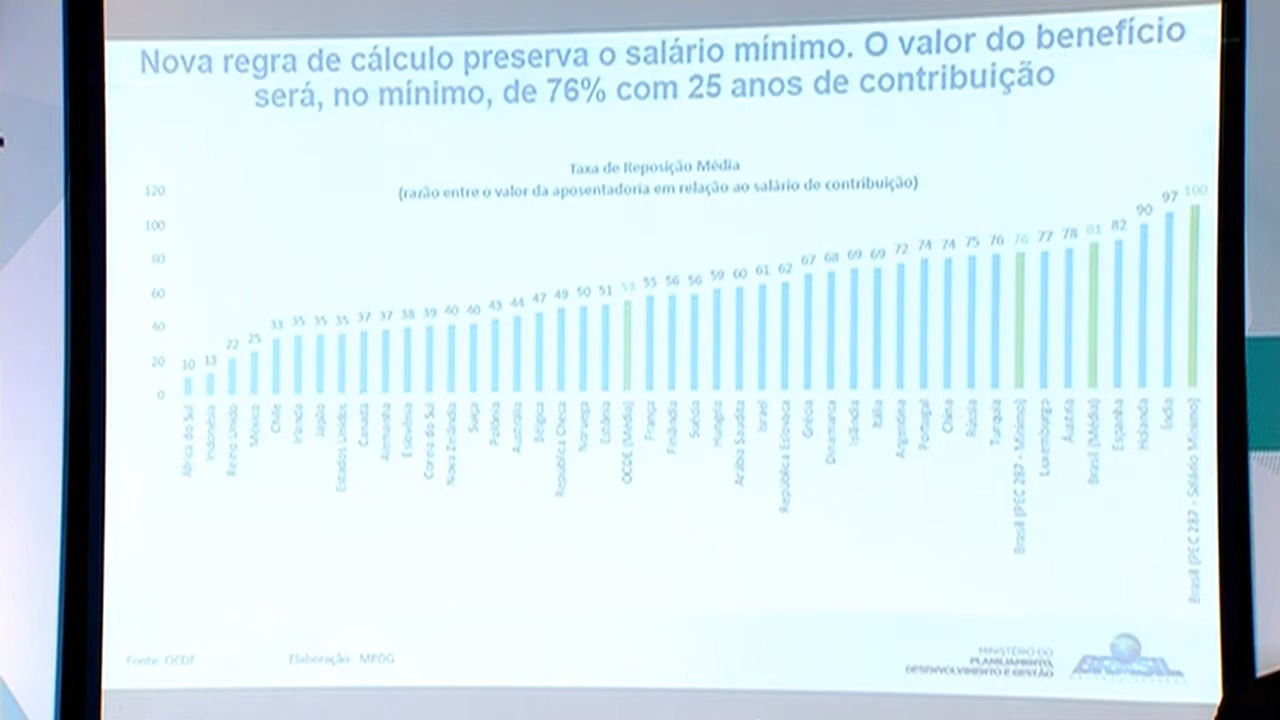 Nova regra de cálculo preserva o salário mínimo. O valor do benefício
será, no mínimo, de 76% com 25 anos de contribuição
Taxa de Reposição Média
(razão entre o valor da aposentadoria em relação ao salário de contribuição)
120
100
80
60
40
20
0
10 13 22 25 33 35 35 35 37 37 38 39 40 40 43 44 47 49 50 51 53 55 56 56 59 60 61 62 67 68 69 69 72 74 74 75 76 76 77 78 81 82 90 97 100
África do Sul
Indonésia
Reino Unido
México
Chile
Irlanda
Japão
Estados Unidos
Canadá
Alemanha
Eslovênia
Coreia do Sul
Nova Zelândia
Suíça
Polônia
Austrália
Bélgica
República Checa
Noruega
Estônia
OCDE (Média)
França
Finlândia
Suécia
Hungria
Arábia Saudita
Israel
República Eslovaca
Grécia
Dinamarca
Islândia
Itália
Argentina
Portugal
China
Rússia
Turquia
Brasil (PEC 287 - Mínimo)
Luxemburgo
Áustria
Brasil (Média)
Espanha
Holanda
Índia
Brasil (PEC 287 - Salário Mínimo)
Fonte: OCDE
Elaboração: MPDG
MINISTÉRIO DO
PLANEJAMENTO,
DESENVOLVIMENTO E GESTÃO
BRASIL